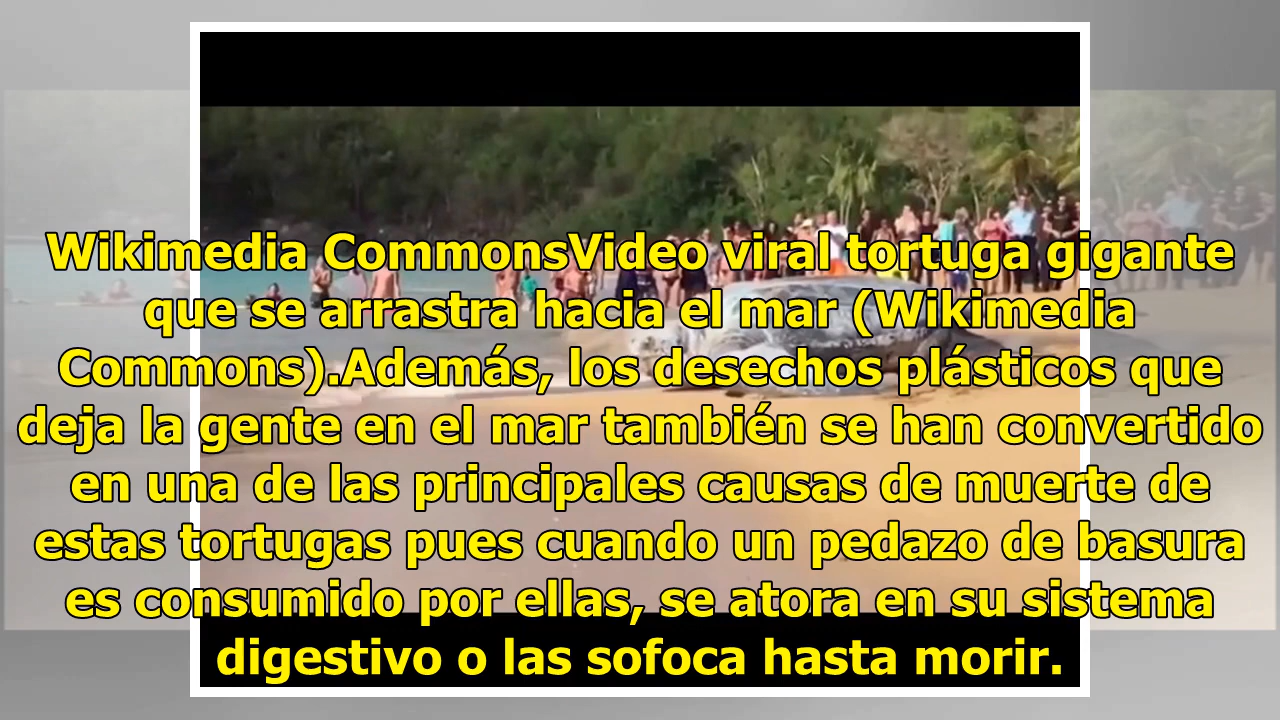 Wikimedia CommonsVideo viral tortuga gigante
que se arrastra hacia el mar (Wikimedia
Commons).Además, los desechos plásticos que
deja la gente en el mar también se han convertido
en una de las principales causas de muerte de
estas tortugas pues cuando un pedazo de basura
es consumido por ellas, se atora en su sistema
digestivo o las sofoca hasta morir.